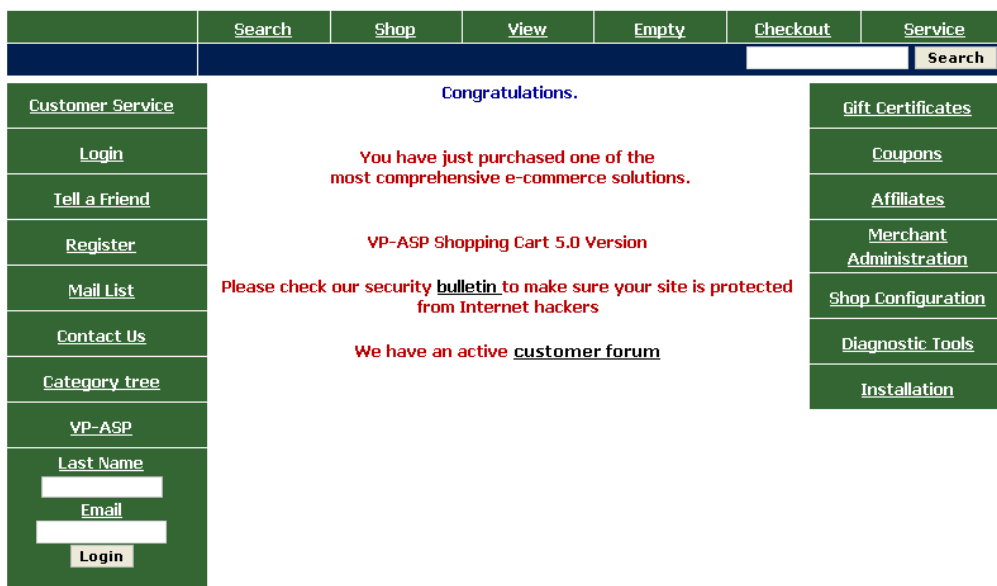 Search
Shop
View
Empty
Checkout
Service
Search
Customer Service
Login
Tell a Friend
Register
Mail List
Contact Us
Category tree
VP-ASP
Last Name
Email
Login
Congratulations.
You have just purchased one of the
most comprehensive e-commerce solutions.
VP-ASP Shopping Cart 5.0 Version
Please check our security bulletin to make sure your site is protected
from Internet hackers
We have an active customer forum
Gift Certificates
Coupons
Affiliates
Merchant
Administration
Shop Configuration
Diagnostic Tools
Installation